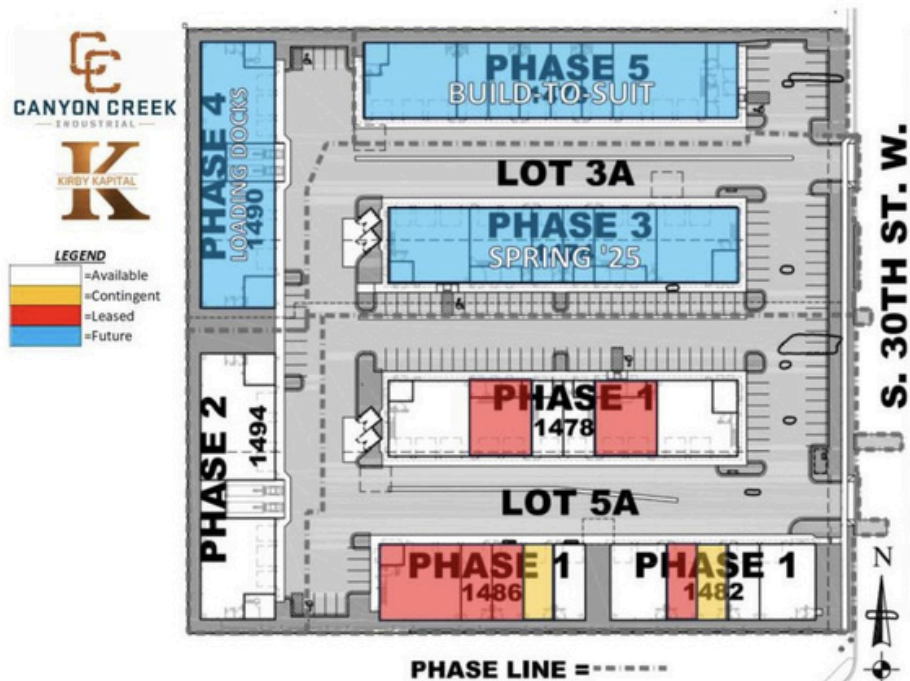 CC
CANYON CREEK
INDUSTRIAL
K
KIRBY KAPITAL
LEGEND
=Available
=Contingent
=Leased
=Future
PHASE 4
LOADING DOCKS
1490
PHASE 5
BUILD-TO-SUIT
LOT 3A
PHASE 3
SPRING '25
S. 30TH ST. W.
PHASE 2
1494
PHASE 1
1478
LOT 5A
PHASE 1
1486
PHASE 1
1482
N
PHASE LINE =